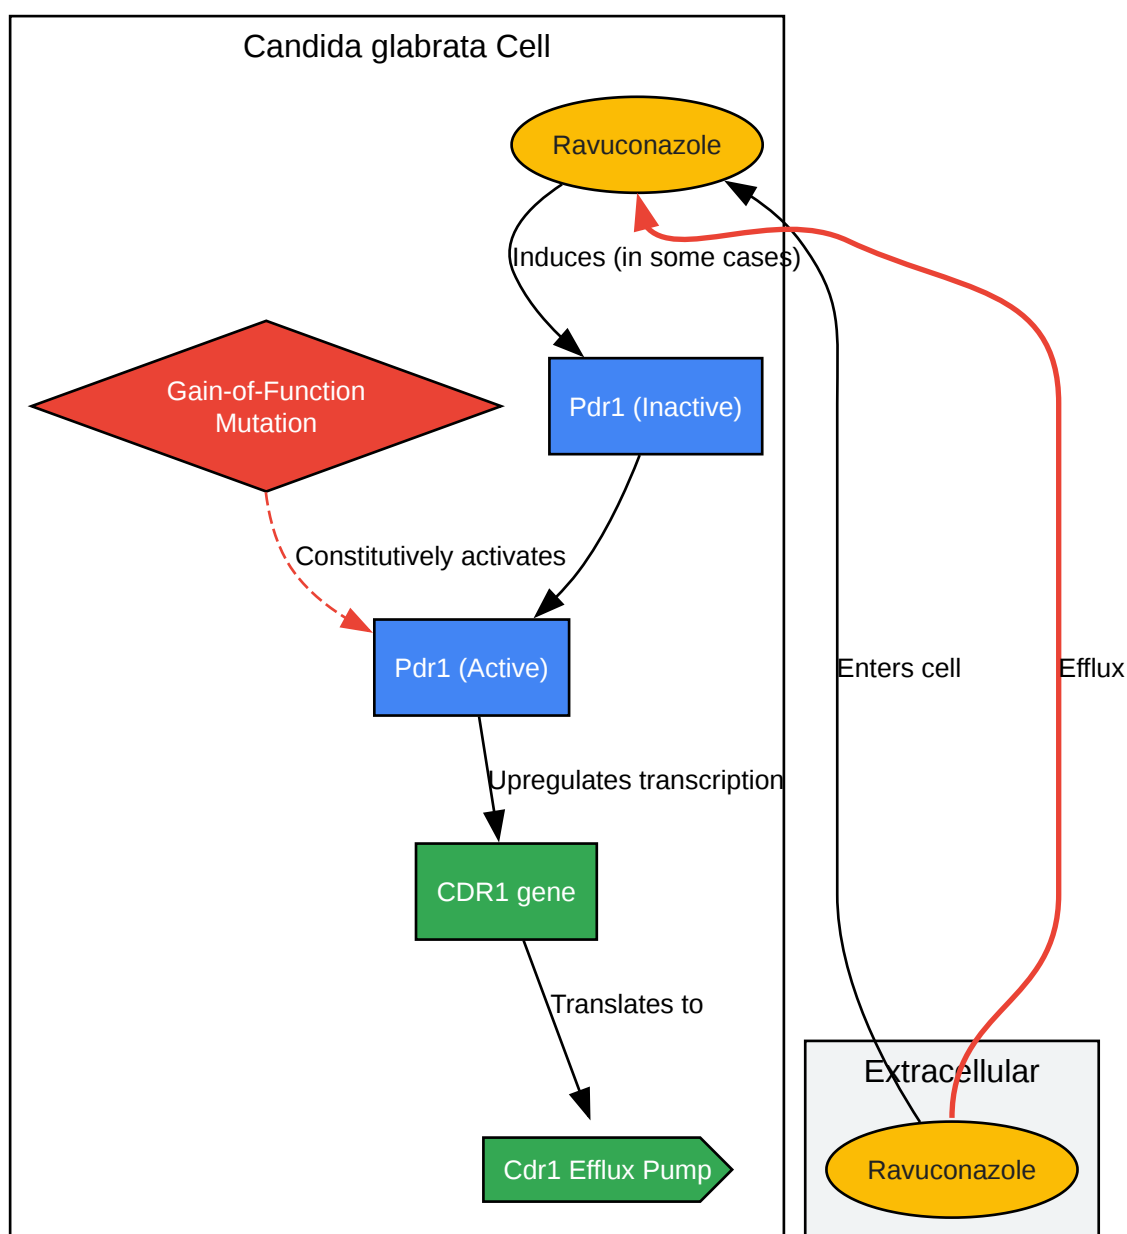 Candida glabrata Cell
Ravuconazole
Induces (in some cases)
Gain-of-Function
Mutation
Pdr1 (Inactive)
Constitutively activates
Pdr1 (Active)
Enters cell
Efflux
Upregulates transcription
CDR1 gene
Translates to
Extracellular
Cdr1 Efflux Pump
Ravuconazole